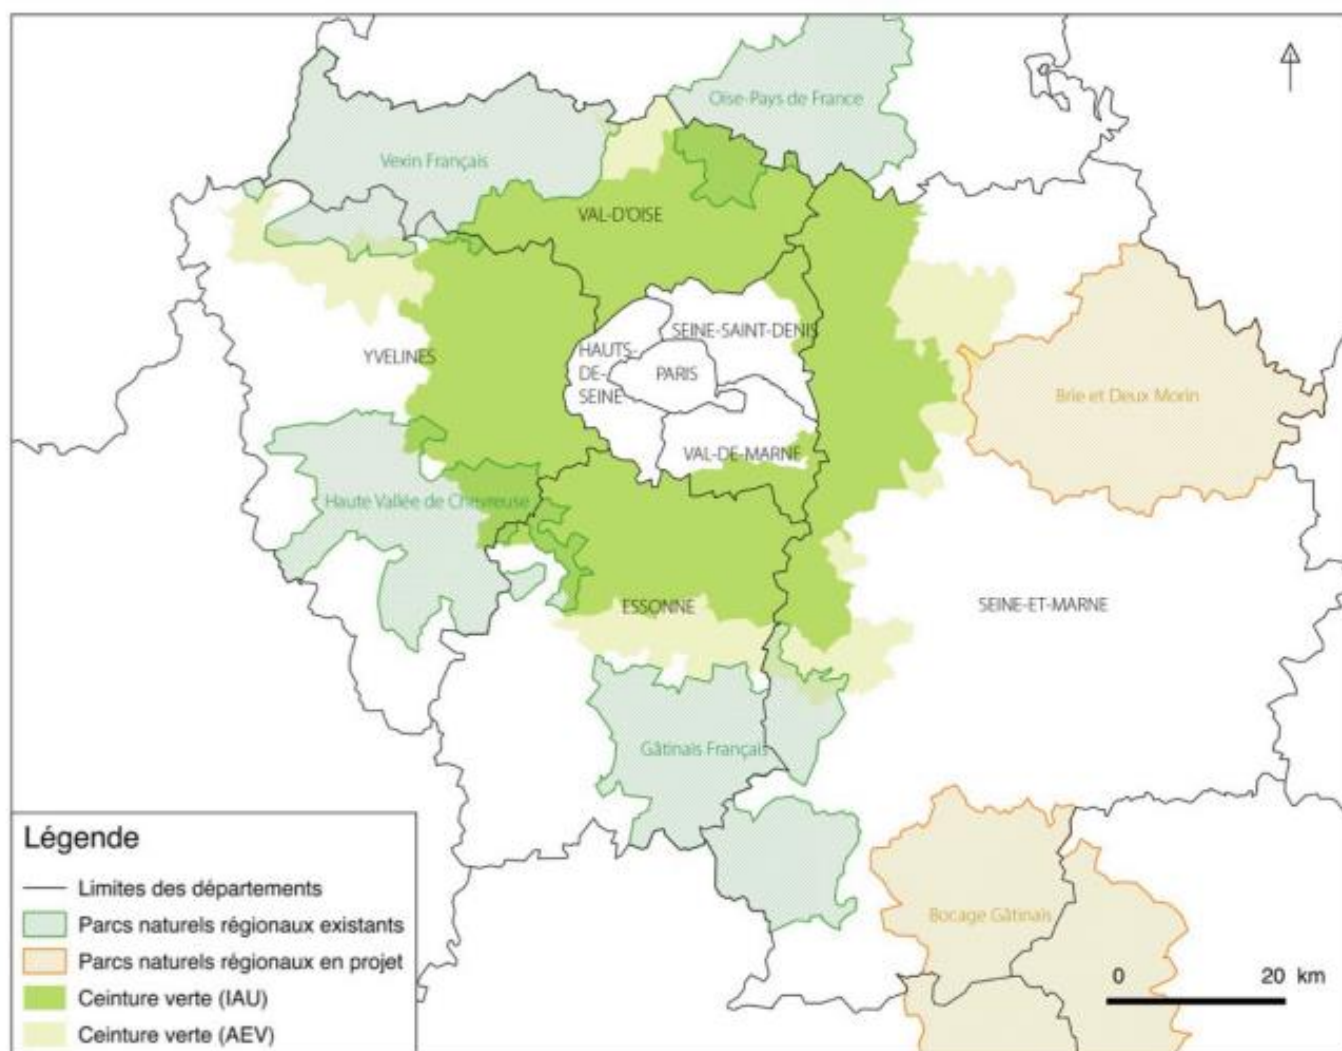 Oise-Pays de France
Vexin Français
VAL-D'OISE
SEINE-SAINT-DENIS
HAUTS-
DE-
SEINE
PARIS
YVELINES
Brie et Deux Morin
VAL-DE-MARNE
Haute Vallée de Chevreuse
ESSONNE
SEINE-ET-MARNE
Gâtinais Français
Bocage Gâtinais
0 20 km
Légende
Limites des départements
Parcs naturels régionaux existants
Parcs naturels régionaux en projet
Ceinture verte (IAU)
Ceinture verte (AEV)